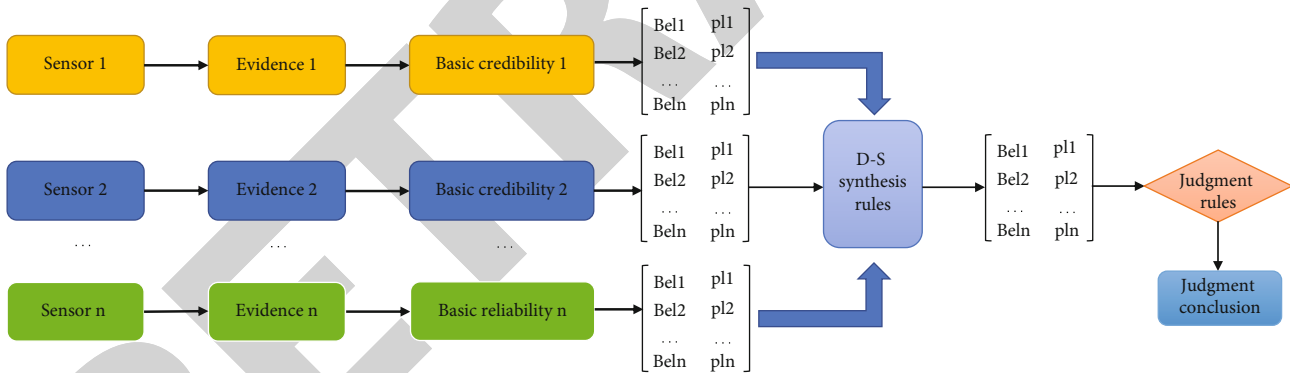 Sensor 1
Evidence 1
Basic credibility 1
Bel1 pl1
Bel2 pl2
... ...
Beln pln
Sensor 2
Evidence 2
Basic credibility 2
Bel1 pl1
Bel2 pl2
... ...
Beln pln
D-S
synthesis
rules
Bel1 pl1
Bel2 pl2
... ...
Beln pln
Judgment
rules
...
...
...
Sensor n
Evidence n
Basic reliability n
Bel1 pl1
Bel2 pl2
... ...
Beln pln
Judgment
conclusion